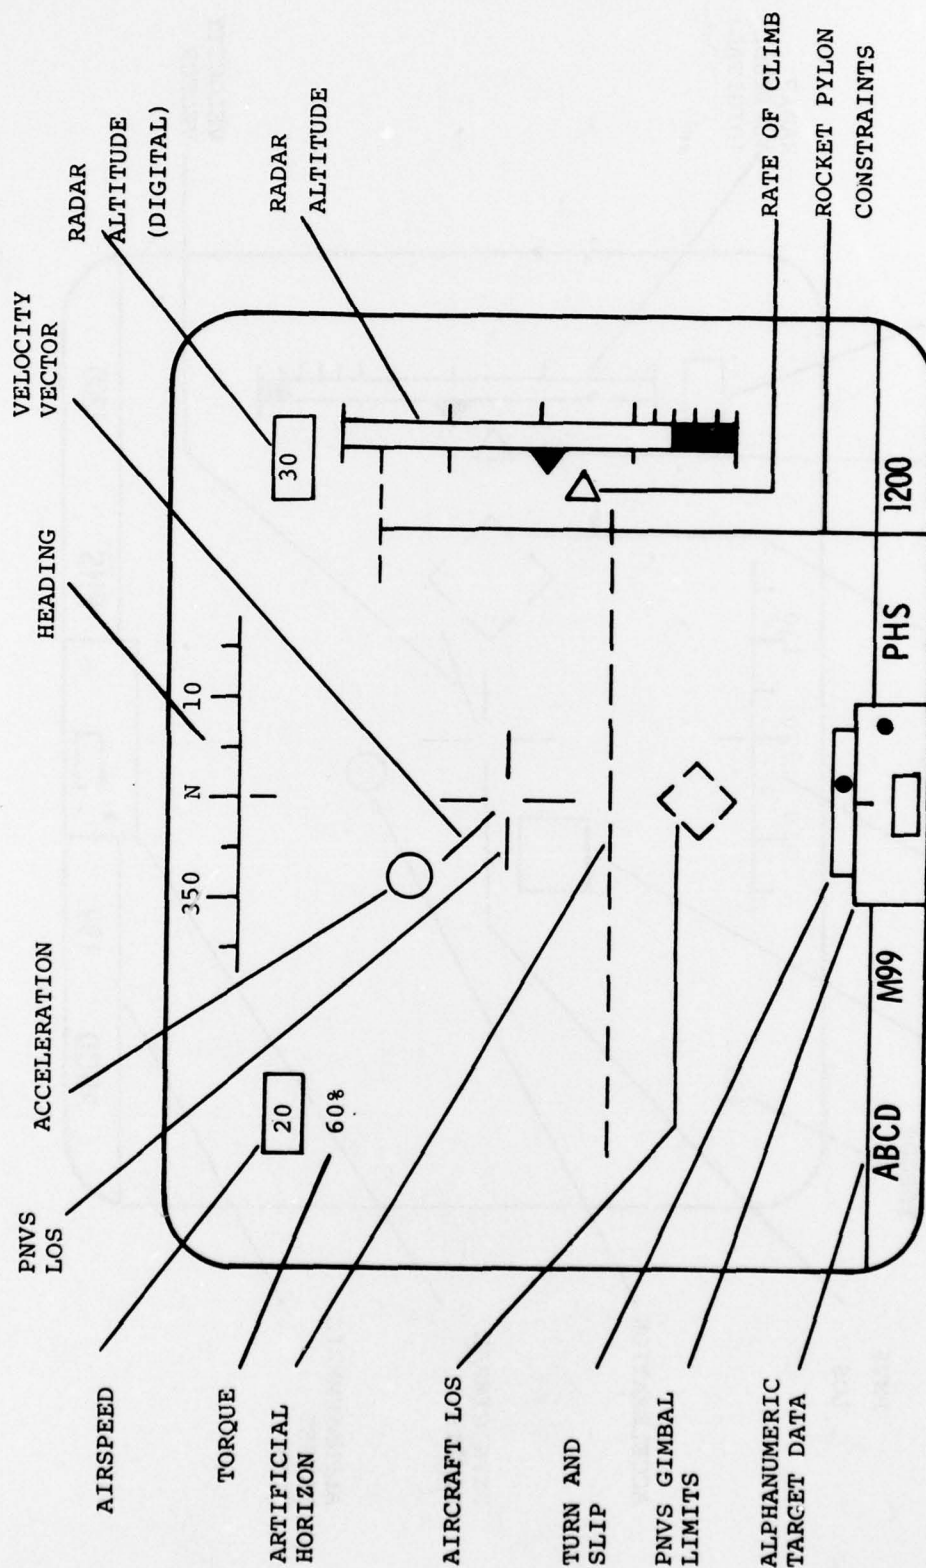 PNVS
LOS
ACCELERATION
HEADING
VELOCITY
VECTOR
RADAR
ALTITUDE
(DIGITAL)
RADAR
ALTITUDE
RATE OF CLIMB
ROCKET PYLON
CONSTRAINTS
AIRSPEED
TORQUE
ARTIFICIAL
HORIZON
AIRCRAFT LOS
TURN AND
SLIP
PNVS GIMBAL
LIMITS
ALPHANUMERIC
TARGET DATA
20
60%
350 N 10
30
ABCD M99 PHS 1200